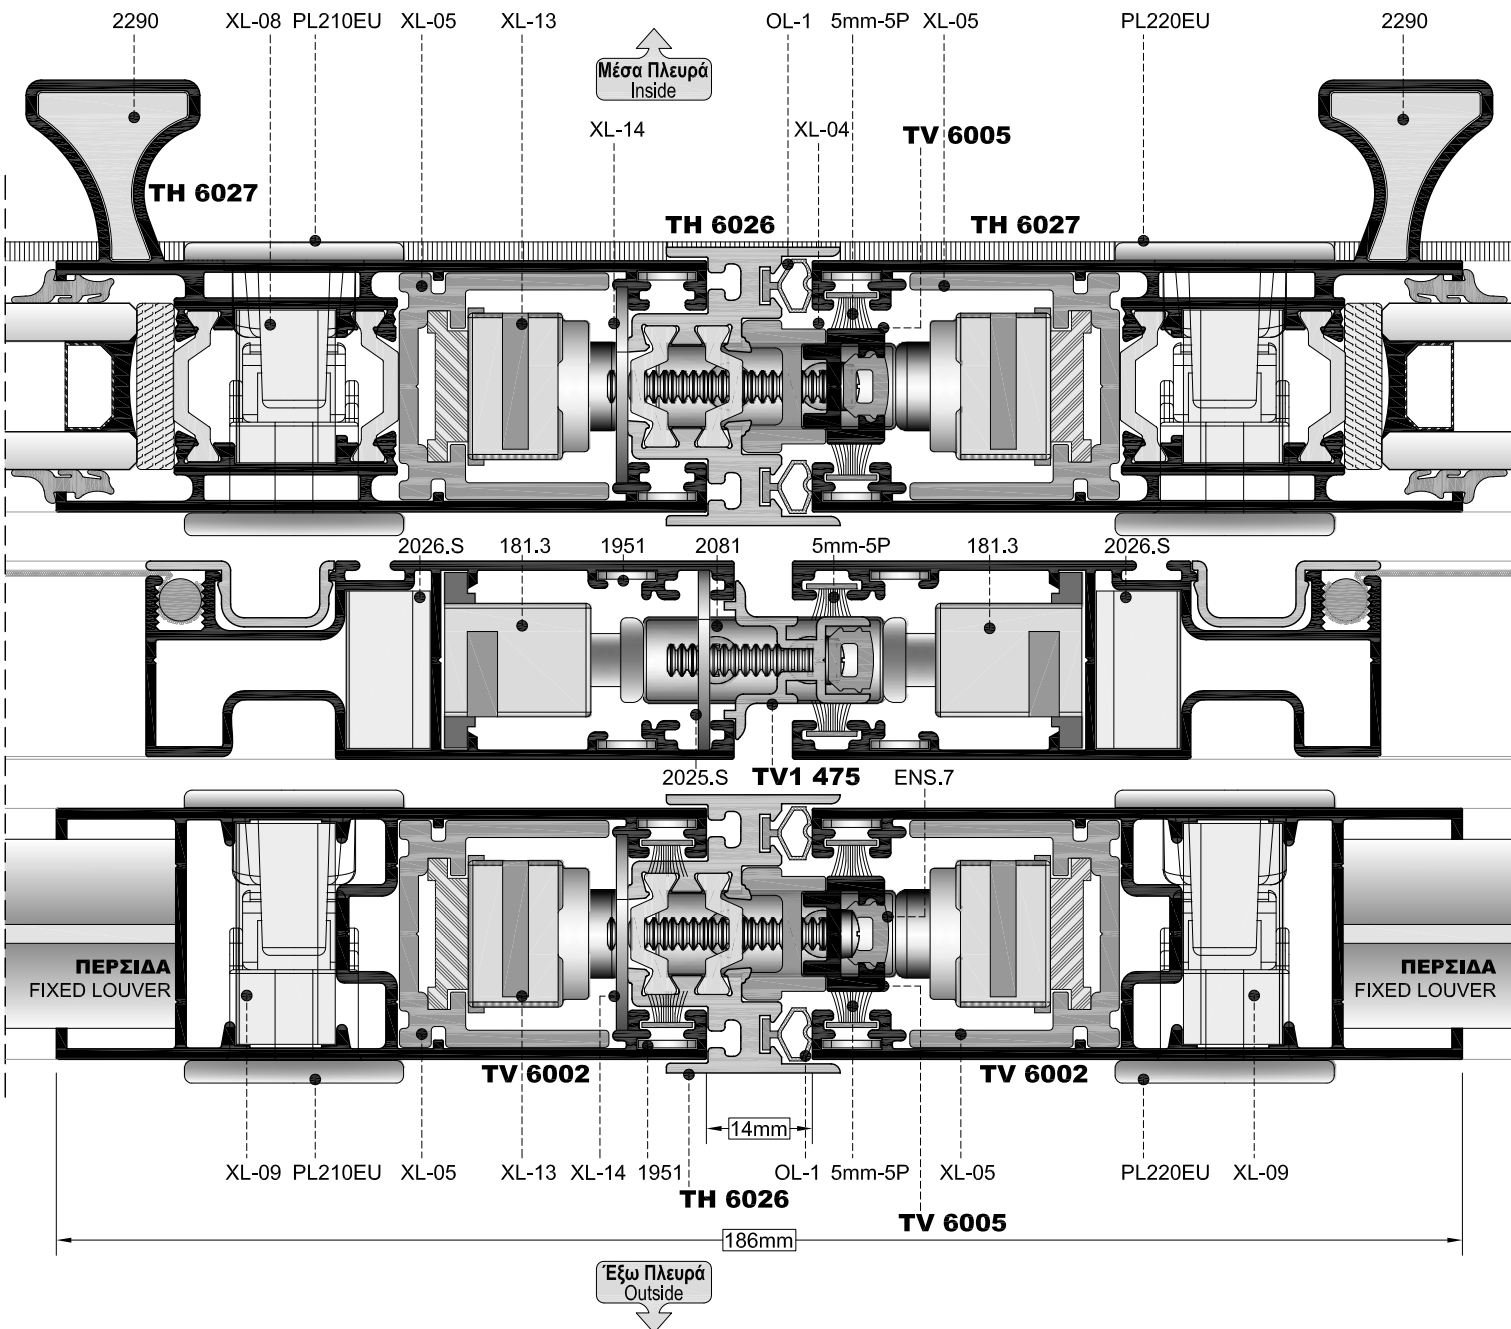 2290 XL-08 PL210EU XL-05 XL-13 OL-1 5mm-5P XL-05 PL220EU 2290
Μέσα Πλευρά
Inside
XL-14 XL-04 TV 6005
TH 6027
TH 6026 TH 6027
2026.S 181.3 1951 2081 5mm-5P 181.3 2026.S
2025.S TV1 475 ENS.7
ΠΕΡΣΙΔΑ
FIXED LOUVER
ΠΕΡΣΙΔΑ
FIXED LOUVER
TV 6002 TV 6002
14mm
XL-09 PL210EU XL-05 XL-13 XL-14 1951 OL-1 5mm-5P XL-05 PL220EU XL-09
TH 6026
TV 6005
186mm
Έξω Πλευρά
Outside